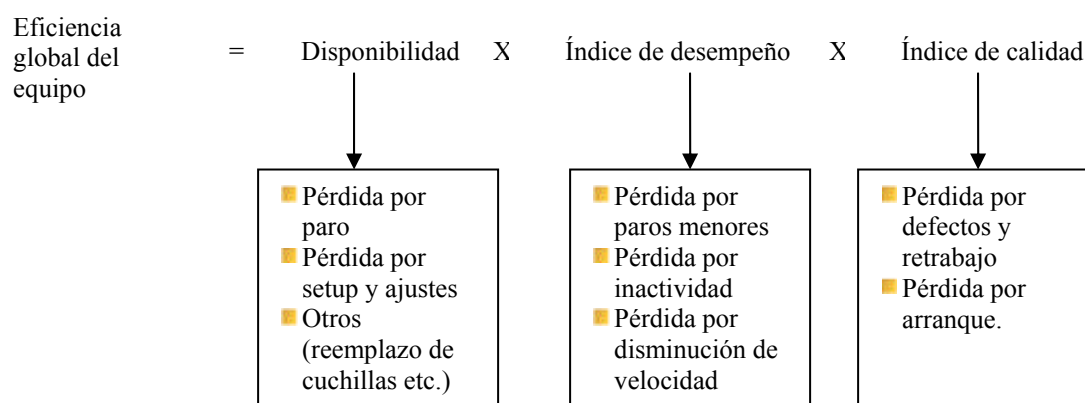 Eficiencia
global del
equipo
= Disponibilidad X Índice de desempeño X Índice de calidad
Pérdida por
paro
Pérdida por
setup y ajustes
Otros
(reemplazo de
cuchillas etc.)
Pérdida por
paros menores
Pérdida por
inactividad
Pérdida por
disminución de
velocidad
Pérdida por
defectos y
retrabajo
Pérdida por
arranque.